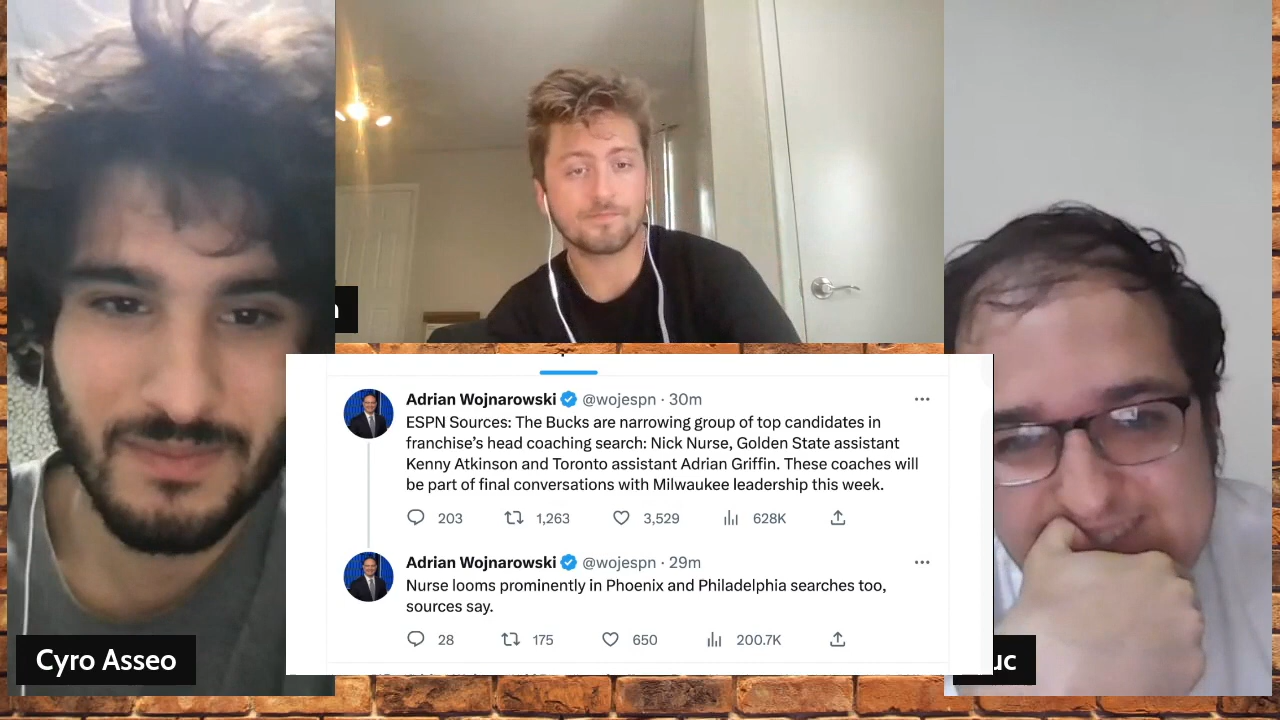 Adrian Wojnarowski @wojespn · 30m
ESPN Sources: The Bucks are narrowing group of top candidates in
franchise’s head coaching search: Nick Nurse, Golden State assistant
Kenny Atkinson and Toronto assistant Adrian Griffin. These coaches will
be part of final conversations with Milwaukee leadership this week.
203 1,263 3,529 628K
Adrian Wojnarowski @wojespn · 29m
Nurse looms prominently in Phoenix and Philadelphia searches too,
sources say.
28 175 650 200.7K
Cyro Asseo